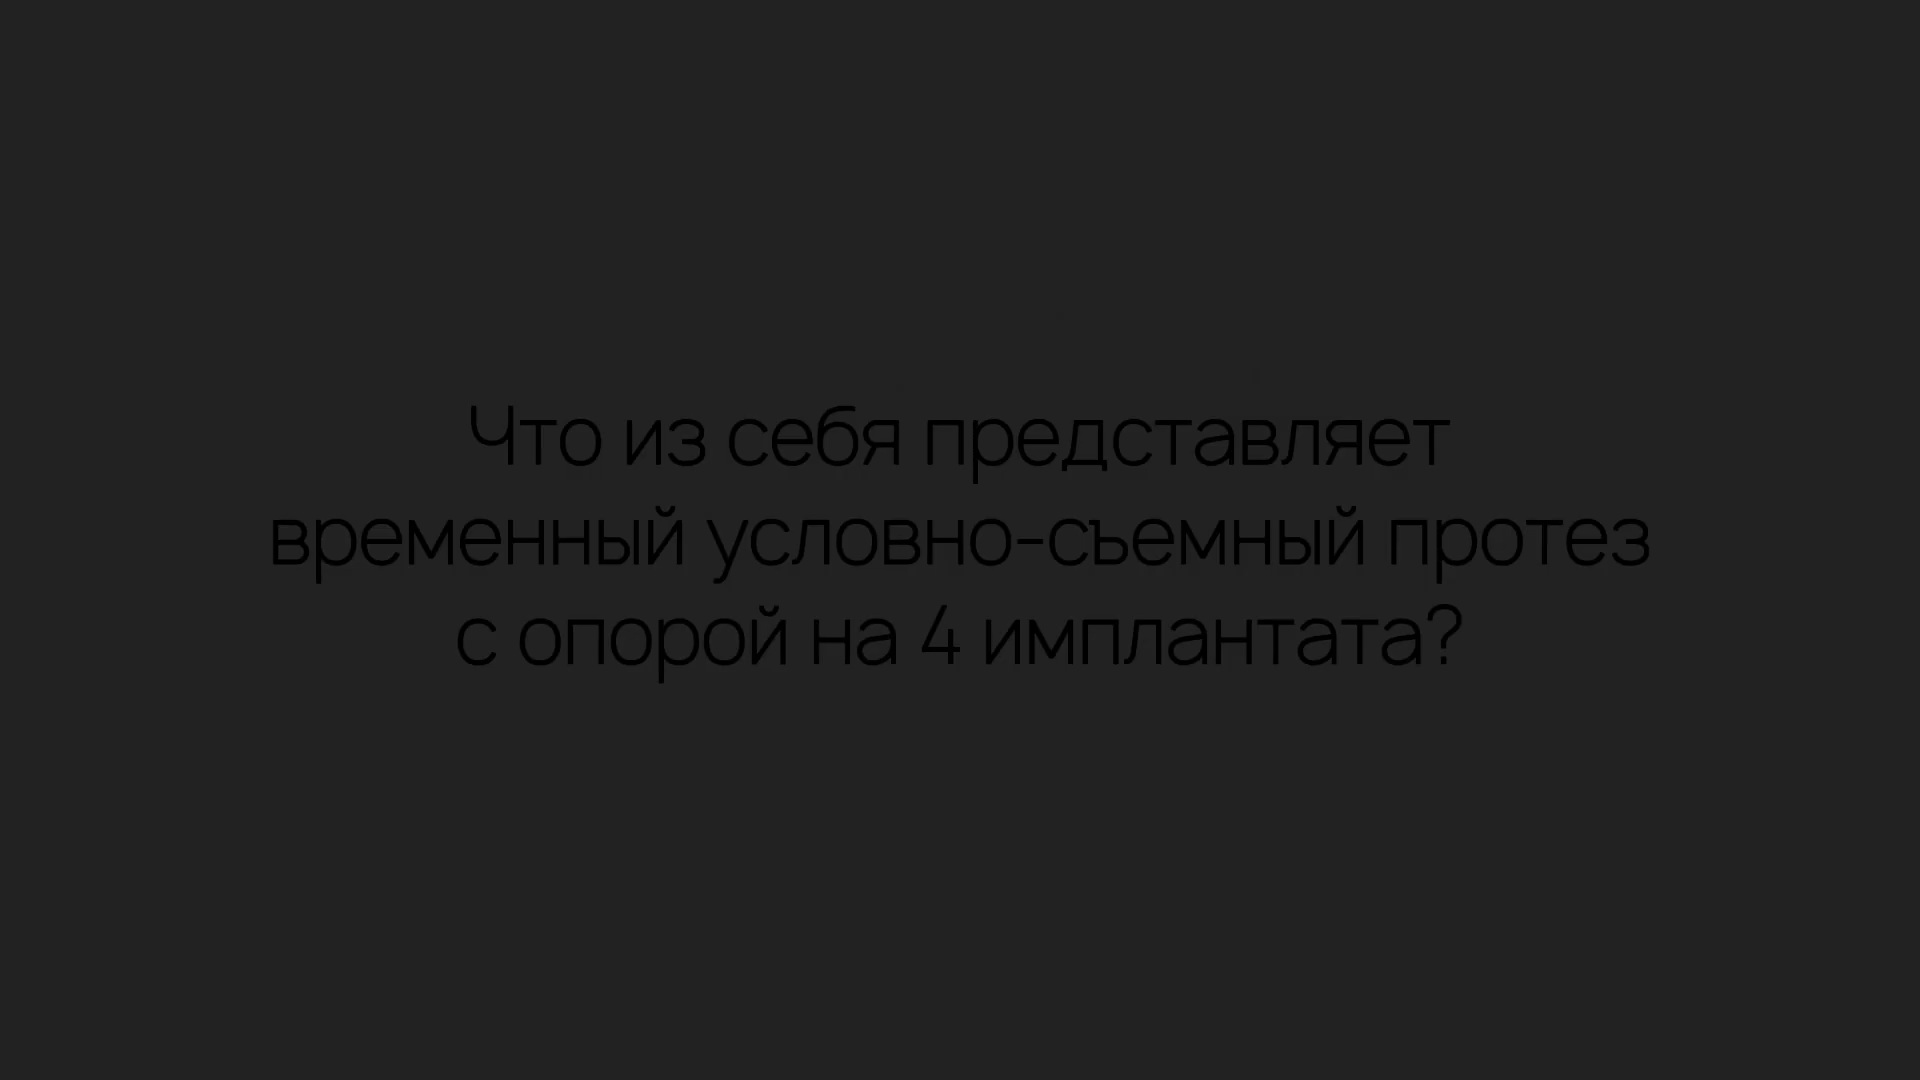 Что из себя представляет
временный условно-съемный протез
с опорой на 4 имплантата?